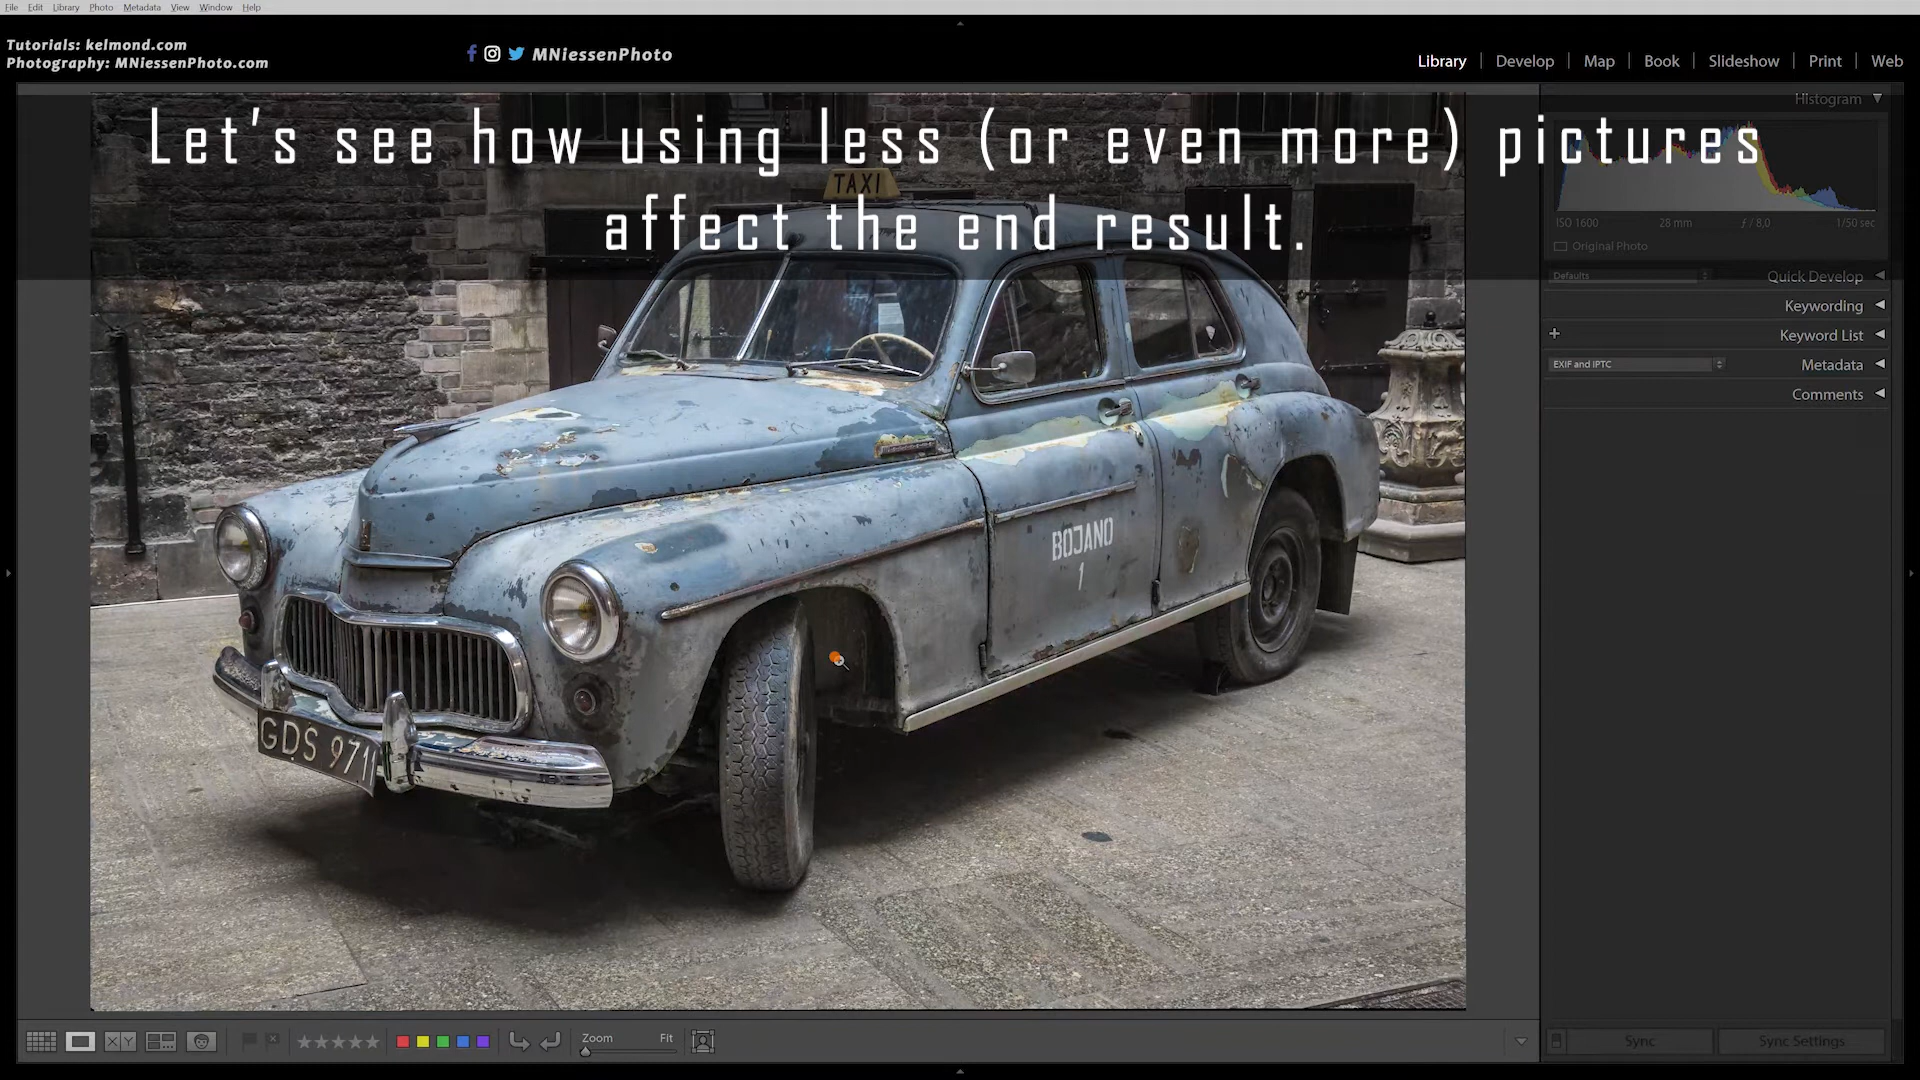 File Edit Library Photo Metadata View Window Help
Tutorials: kelmond.com
Photography: MNiessenPhoto.com
MNiessenPhoto
Library | Develop | Map | Book | Slideshow | Print | Web
Histogram
Let's see how using less (or even more) pictures
affect the end result.
TAXI
ISO 1600 28 mm ƒ / 8,0 1/50 sec
Original Photo
Defaults Quick Develop
Keywording
Keyword List
EXIF and IPTC Metadata
Comments
BOJANO
1
GDS 9711
X Y
Zoom Fit
Sync Sync Settings